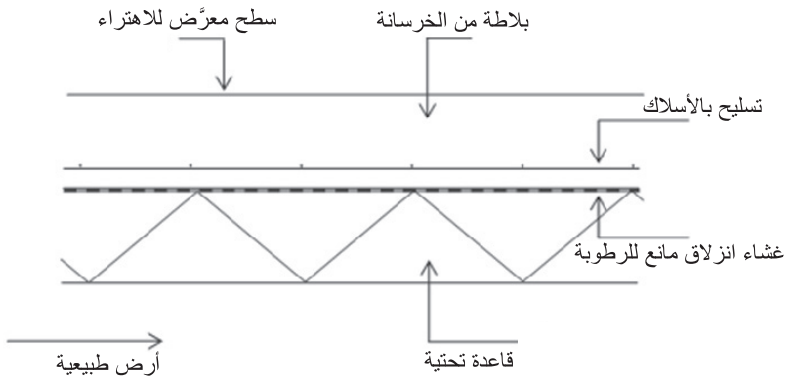 سطح معرَّض للاهتراء
بلاطة من الخرسانة
تسليح بالأسلاك
غشاء انزلاق مانع للرطوبة
قاعدة تحتية
أرض طبيعية